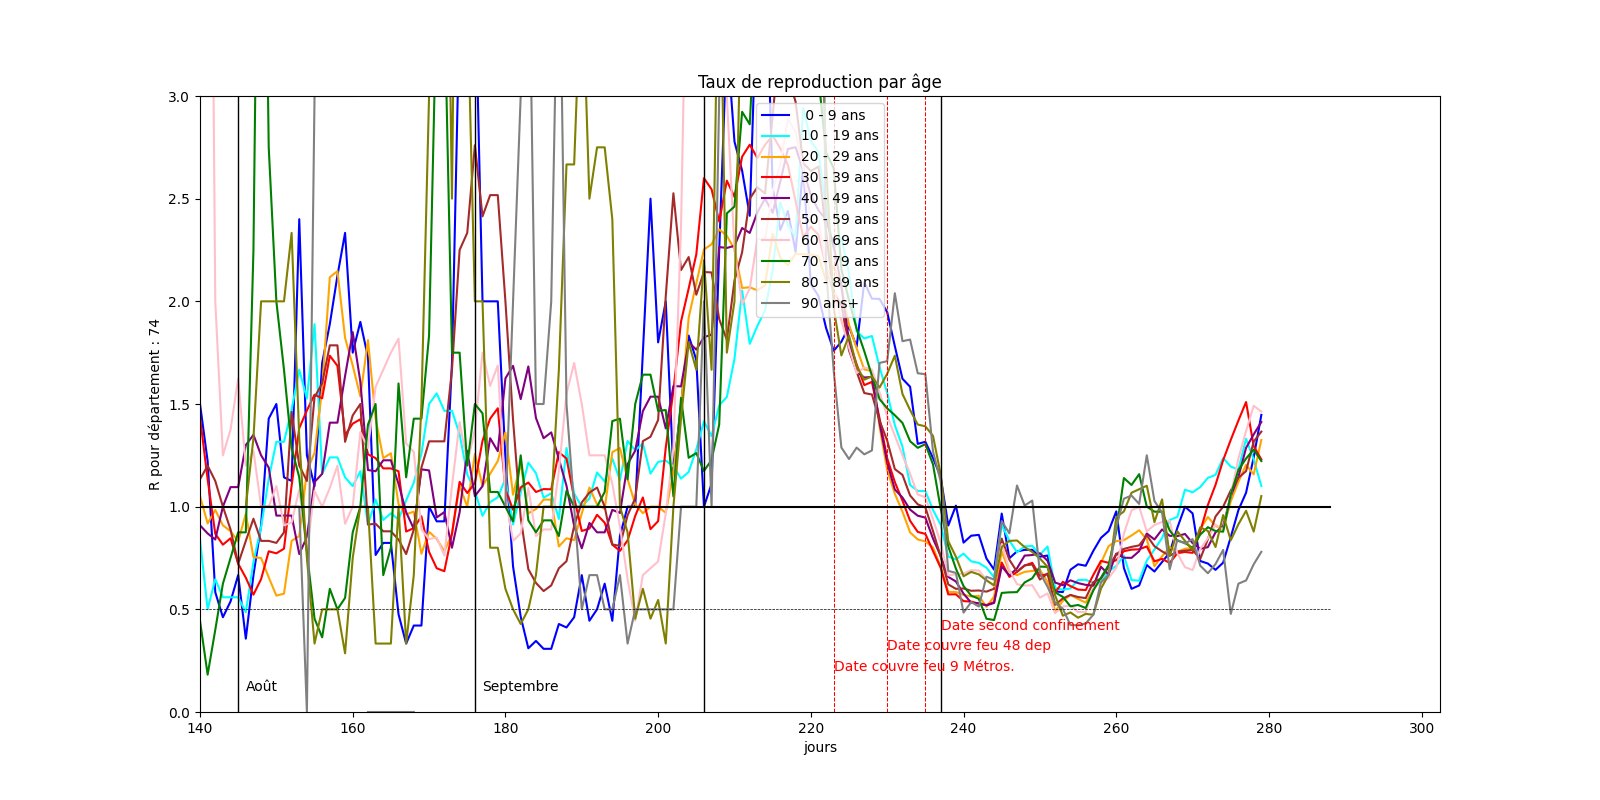 Taux de reproduction par âge
3.0
2.5
2.0
1.5
1.0
0.5
0.0
R pour département : 74
0 - 9 ans
10 - 19 ans
20 - 29 ans
30 - 39 ans
40 - 49 ans
50 - 59 ans
60 - 69 ans
70 - 79 ans
80 - 89 ans
90 ans+
Date second confinement
Date couvre feu 48 dep
Date couvre feu 9 Métros.
Août
Septembre
140 160 180 200 220 240 260 280 300
jours